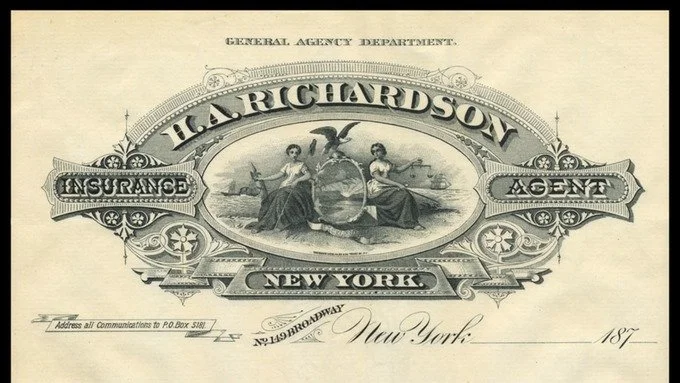 GENERAL AGENCY DEPARTMENT.
H.A. RICHARDSON
INSURANCE AGENT
NEW YORK.
Address all Communications to P.O. Box 5181.
No. 149 BROADWAY New York 187